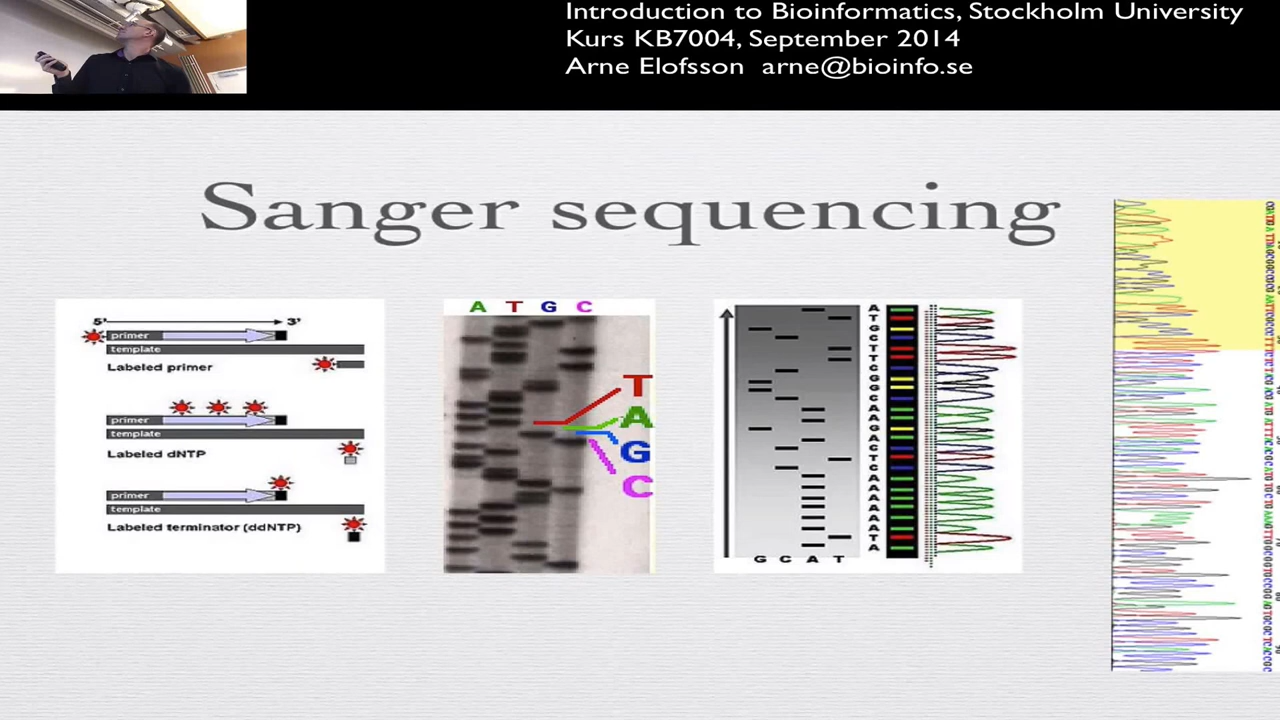 Introduction to Bioinformatics, Stockholm University
Kurs KB7004, September 2014
Arne Elofsson arne@bioinfo.se
Sanger sequencing
5' 3'
primer
template
Labeled primer
primer
template
Labeled dNTP
primer
template
Labeled terminator (ddNTP)
A T G C
T
A
G
C
A
T
G
C
T
T
C
G
G
C
A
A
G
A
C
T
C
A
A
A
A
A
A
T
A
G C A T